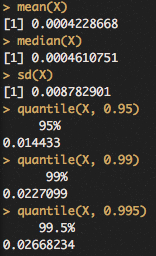 > mean(X)
[1] 0.0004228668
> median(X)
[1] 0.0004610751
> sd(X)
[1] 0.008782901
> quantile(X, 0.95)
95%
0.014433
> quantile(X, 0.99)
99%
0.0227099
> quantile(X, 0.995)
99.5%
0.02668234